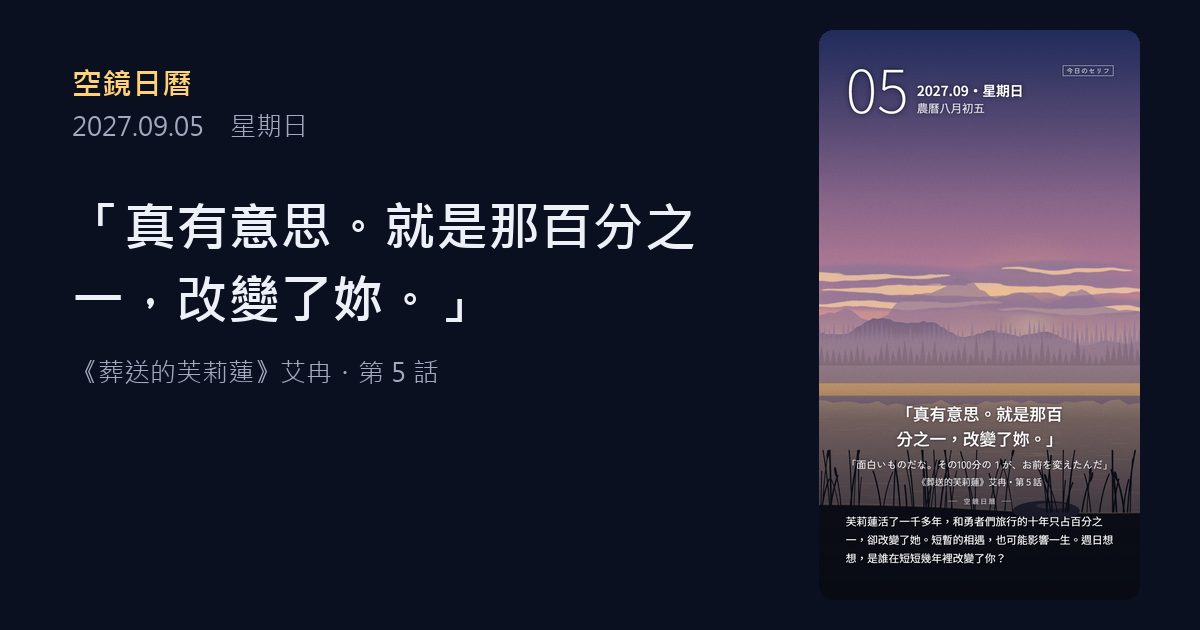 空鏡日曆
2027.09.05　星期日
「真有意思。就是那百分之
一，改變了妳。」
《葬送的芙莉蓮》艾冉・第 5 話
今日のセリフ
05
2027.09・星期日
農曆八月初五
「真有意思。就是那百
分之一，改變了妳。」
「面白いものだな。その100分の１が、お前を変えたんだ」
《葬送的芙莉蓮》艾冉・第 5 話
— 空鏡日曆 —
芙莉蓮活了一千多年，和勇者們旅行的十年只占百分之
一，卻改變了她。短暫的相遇，也可能影響一生。週日想
想，是誰在短短幾年裡改變了你？